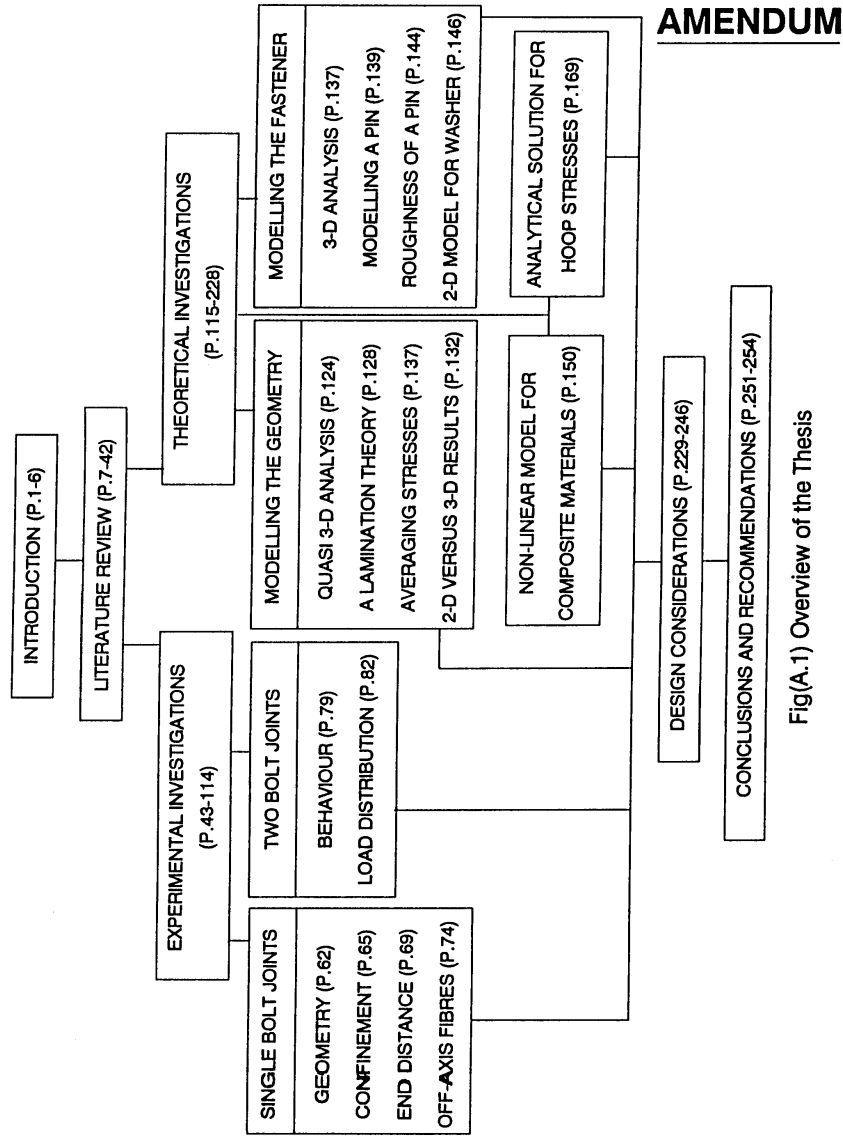 AMENDUM
INTRODUCTION (P.1-6)
LITERATURE REVIEW (P.7-42)
EXPERIMENTAL INVESTIGATIONS
(P.43-114)
THEORETICAL INVESTIGATIONS
(P.115-228)
SINGLE BOLT JOINTS
GEOMETRY (P.62)
CONFINEMENT (P.65)
END DISTANCE (P.69)
OFF-AXIS FIBRES (P.74)
TWO BOLT JOINTS
BEHAVIOUR (P.79)
LOAD DISTRIBUTION (P.82)
MODELLING THE GEOMETRY
QUASI 3-D ANALYSIS (P.124)
A LAMINATION THEORY (P.128)
AVERAGING STRESSES (P.137)
2-D VERSUS 3-D RESULTS (P.132)
MODELLING THE FASTENER
3-D ANALYSIS (P.137)
MODELLING A PIN (P.139)
ROUGHNESS OF A PIN (P.144)
2-D MODEL FOR WASHER (P.146)
NON-LINEAR MODEL FOR
COMPOSITE MATERIALS (P.150)
ANALYTICAL SOLUTION FOR
HOOP STRESSES (P.169)
DESIGN CONSIDERATIONS (P.229-246)
CONCLUSIONS AND RECOMMENDATIONS (P.251-254)
Fig(A.1) Overview of the Thesis